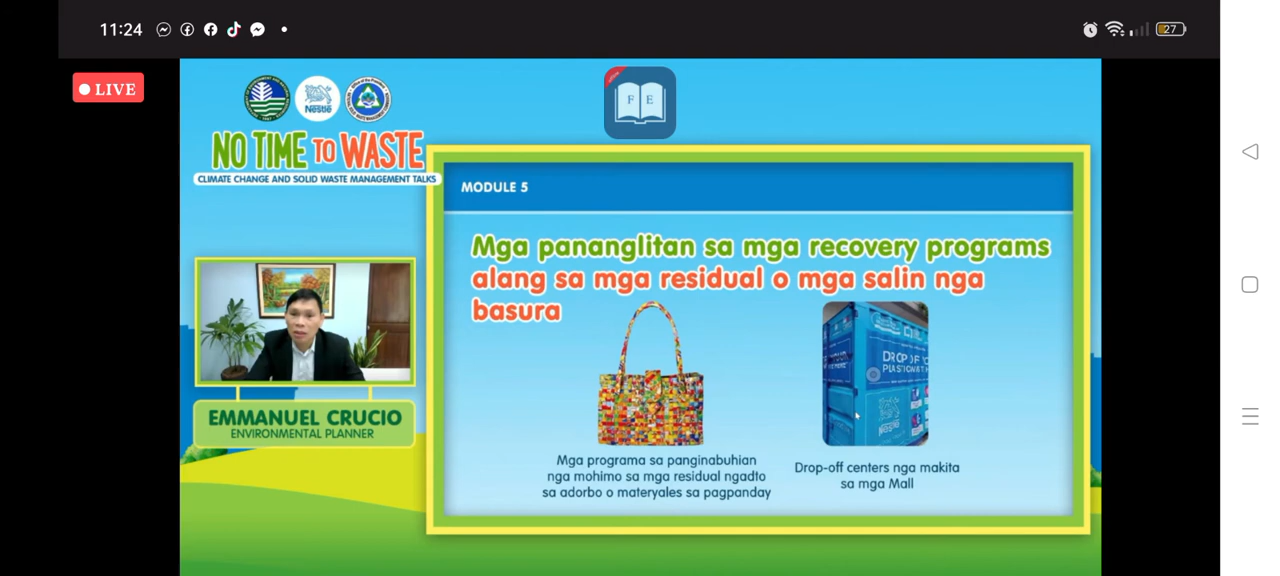 11:24
27
LIVE
Nestlé
F E
NO TIME TO WASTE
CLIMATE CHANGE AND SOLID WASTE MANAGEMENT TALKS
MODULE 5
Mga pananglitan sa mga recovery programs
alang sa mga residual o mga salin nga
basura
DROP OFF
EMMANUEL CRUCIO
ENVIRONMENTAL PLANNER
Mga programa sa panginabuhian
nga mohimo sa mga residual ngadto
sa adorbo o materyales sa pagpanday
Drop-off centers nga makita
sa mga Mall